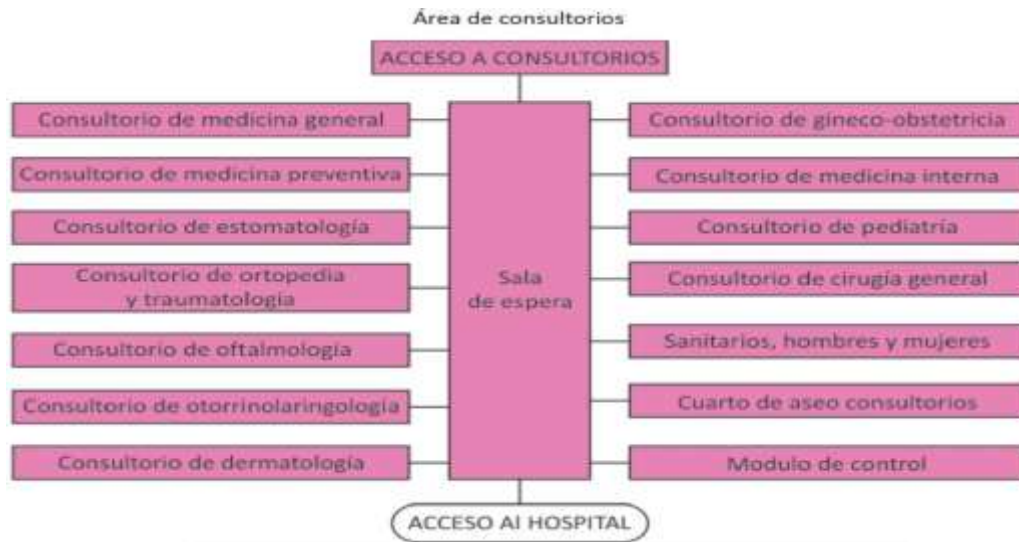 Área de consultorios
ACCESO A CONSULTORIOS
Consultorio de medicina general
Consultorio de medicina preventiva
Consultorio de estomatología
Consultorio de ortopedia
y traumatología
Consultorio de oftalmología
Consultorio de otorrinolaringología
Consultorio de dermatología
Sala
de espera
Consultorio de gineco-obstetricia
Consultorio de medicina interna
Consultorio de pediatría
Consultorio de cirugía general
Sanitarios, hombres y mujeres
Cuarto de aseo consultorios
Modulo de control
ACCESO Al HOSPITAL